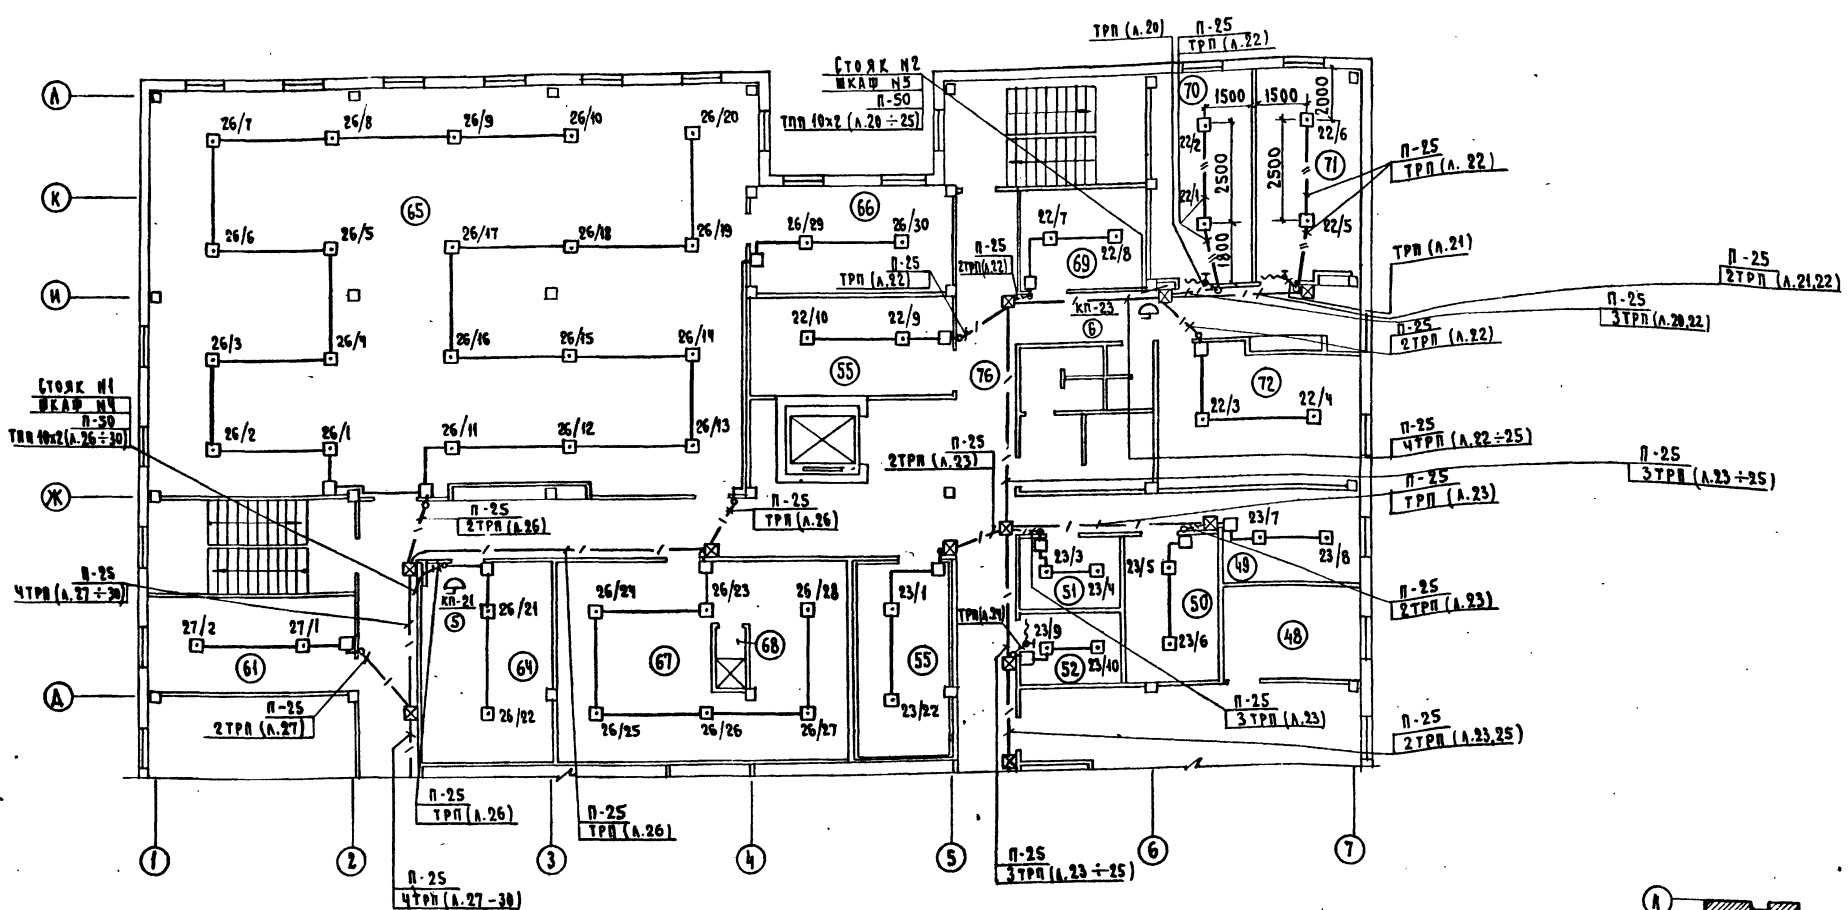 ТРП (л.20)
П-25
ТРП (л.22)
СТОЯК N2
ШКАФ N5
П-50
ТПП 10х2 (л.20÷25)
Л
70
1500
1500
2000
26/7
26/8
26/9
26/10
26/20
22/2
22/6
71
2500
2500
П-25
ТРП (л.22)
К
65
66
22/1
26/29
26/30
22/7
22/5
26/6
26/5
26/17
26/18
26/19
22/8
1800
69
П-25
2ТРП(л.22)
П-25
ТРП (л.22)
ТРП (л.21)
П-25
2ТРП (л.21,22)
И
КП-23
6
П-25
3ТРП (л.20,22)
22/10
22/9
П-25
2ТРП (л.22)
26/3
26/4
26/16
26/15
26/14
55
76
72
СТОЯК N1
ШКАФ N4
П-50
ТПП 10х2(л.26÷30)
22/3
22/4
26/2
26/1
26/11
26/12
26/13
П-25
2ТРП (л.23)
П-25
4ТРП (л.22÷25)
П-25
3ТРП (л.23÷25)
Ж
П-25
ТРП (л.23)
П-25
2ТРП (л.26)
П-25
ТРП (л.26)
23/7
23/3
23/5
23/8
49
П-25
4ТРП (л.27÷30)
КП-21
5
51
23/4
50
П-25
2ТРП (л.23)
26/21
26/24
26/23
26/28
23/1
ТРП(л.24)
27/2
27/1
23/9
23/6
48
61
64
67
68
55
52
23/10
Д
П-25
2ТРП (л.27)
26/22
26/25
26/26
26/27
23/22
П-25
3ТРП (л.23)
П-25
2ТРП (л.23,25)
П-25
ТРП (л.26)
П-25
ТРП (л.26)
1
2
3
4
5
6
7
П-25
3ТРП (л.23÷25)
П-25
4ТРП (л.27-30)
Л